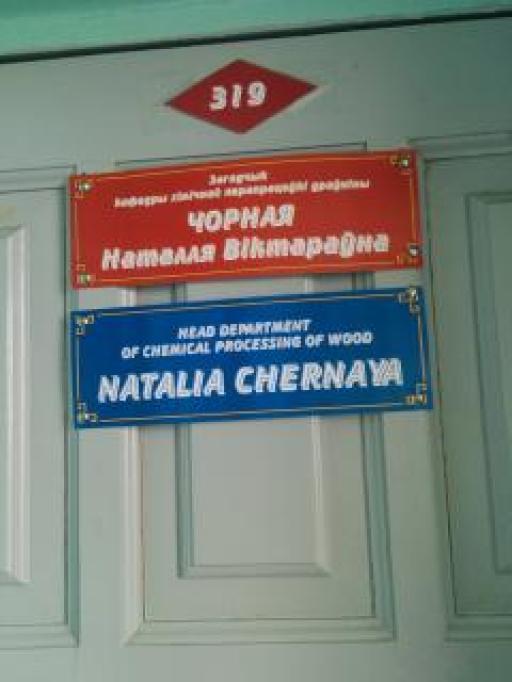 319
Загадчык
кафедры хімічнай перапрацоўкі драўніны
ЧОРНАЯ
Наталля Віктараўна
HEAD DEPARTMENT
OF CHEMICAL PROCESSING OF WOOD
NATALIA CHERNAYA